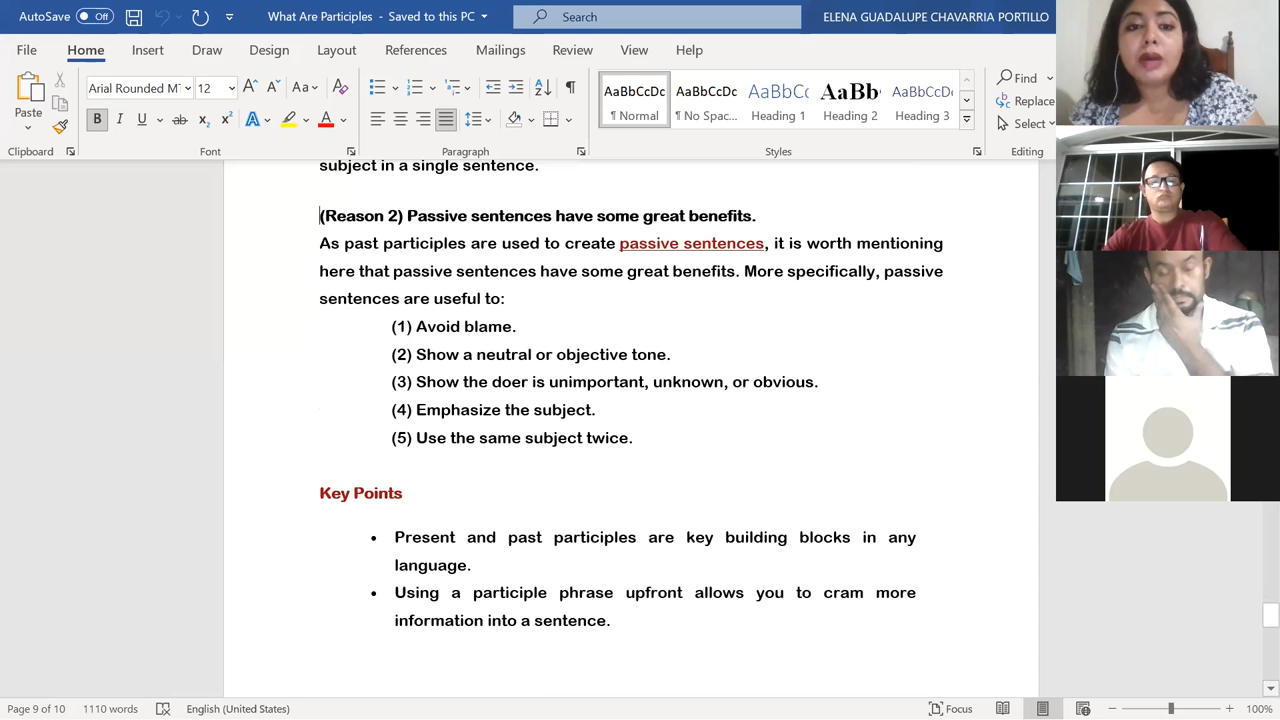 AutoSave Off What Are Participles - Saved to this PC Search ELENA GUADALUPE CHAVARRIA PORTILLO
File Home Insert Draw Design Layout References Mailings Review View Help
Arial Rounded MT 12 Aa AaBbCcDc AaBbCcDc AaBbCc AaBb AaBbCcDc Find
Paste B I U ab x2 x2 A A ¶ Normal ¶ No Spac... Heading 1 Heading 2 Heading 3 Replace
Select
Clipboard Font Paragraph Styles Editing
subject in a single sentence.
(Reason 2) Passive sentences have some great benefits.
As past participles are used to create passive sentences, it is worth mentioning
here that passive sentences have some great benefits. More specifically, passive
sentences are useful to:
(1) Avoid blame.
(2) Show a neutral or objective tone.
(3) Show the doer is unimportant, unknown, or obvious.
(4) Emphasize the subject.
(5) Use the same subject twice.
Key Points
• Present and past participles are key building blocks in any
language.
• Using a participle phrase upfront allows you to cram more
information into a sentence.
Page 9 of 10 1110 words English (United States) Focus 100%